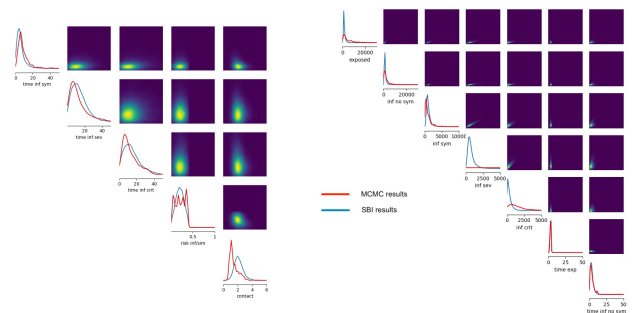 0 20 40
time inf sym
20 40
time inf sev
0 20 40
time inf crit
0.5 1
risk infsim
0 2 4 6
contact
0 20000
exposed
0 20000
inf no sym
0 5000 10000
inf sym
0 2500 5000
inf sev
0 2500 5000
inf crit
0 25 50
time exp
0 25 50
time inf no sym
MCMC results
SBI results